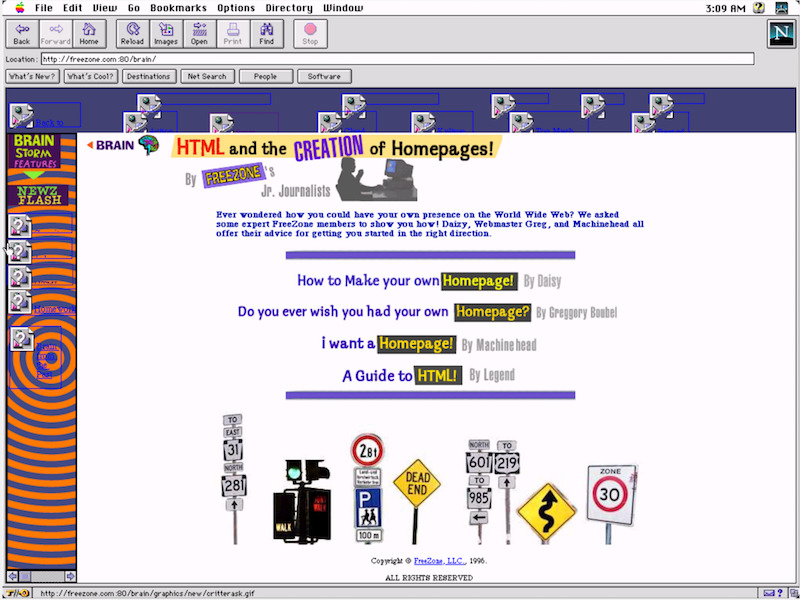 File Edit View Go Bookmarks Options Directory Window 3:09 AM
Back Forward Home Reload Images Open Print Find Stop
Location: http://freezone.com:80/brain/
What's New? What's Cool? Destinations Net Search People Software
Back to
BRAIN
STORM
FEATURES
NEWZ
FLASH
BRAIN
HTML and the CREATION of Homepages!
By FREEZONE's
Jr. Journalists
Ever wondered how you could have your own presence on the World Wide Web? We asked
some expert FreeZone members to show you how! Daizy, Webmaster Greg, and Machinehead all
offer their advice for getting you started in the right direction.
How to Make your own Homepage! By Daisy
Do you ever wish you had your own Homepage? By Greggory Boubel
i want a Homepage! By Machinehead
A Guide to HTML! By Legend
TO
EAST
31
NORTH
281
WALK
2.8t
P
100 m
DEAD
END
NORTH
601
TO
219
TO
985
ZONE
30
Copyright © FreeZone, LLC., 1996.
ALL RIGHTS RESERVED
http://freezone.com:80/brain/graphics/new/critterask.gif